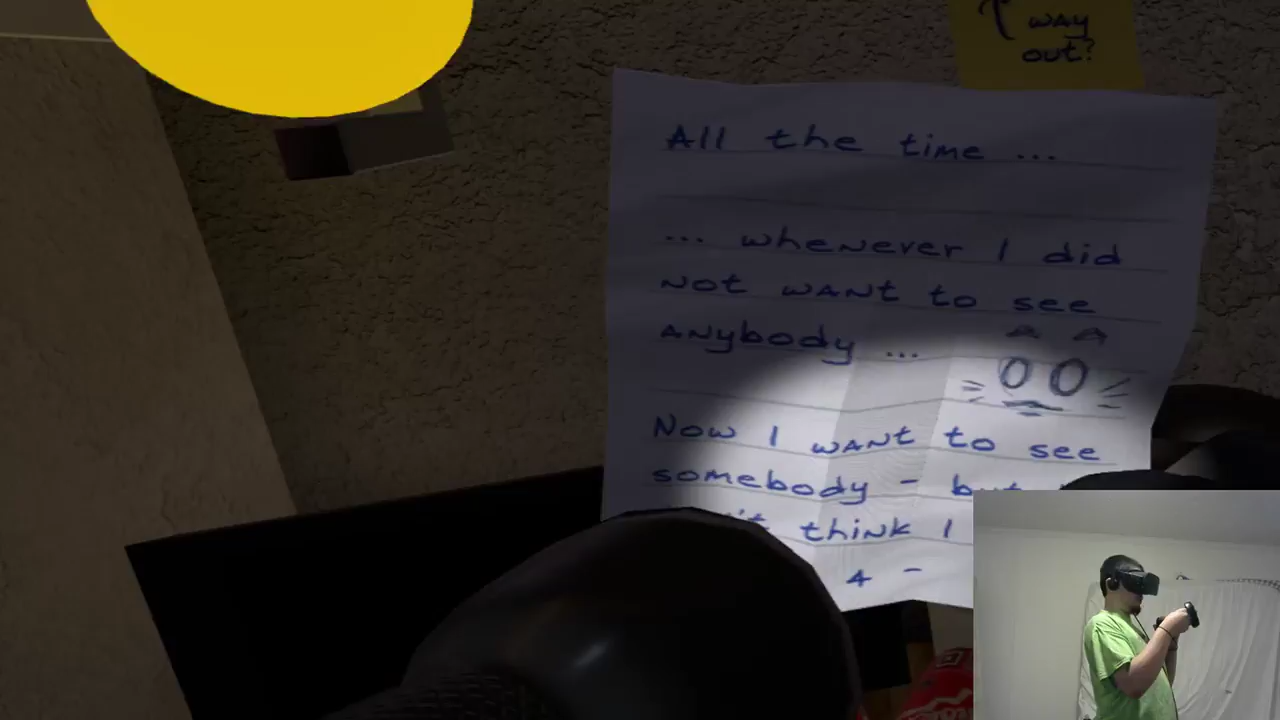 way
out?
All the time ...
... whenever I did
not want to see
anybody ...
Now I want to see
somebody -
think I
4 -